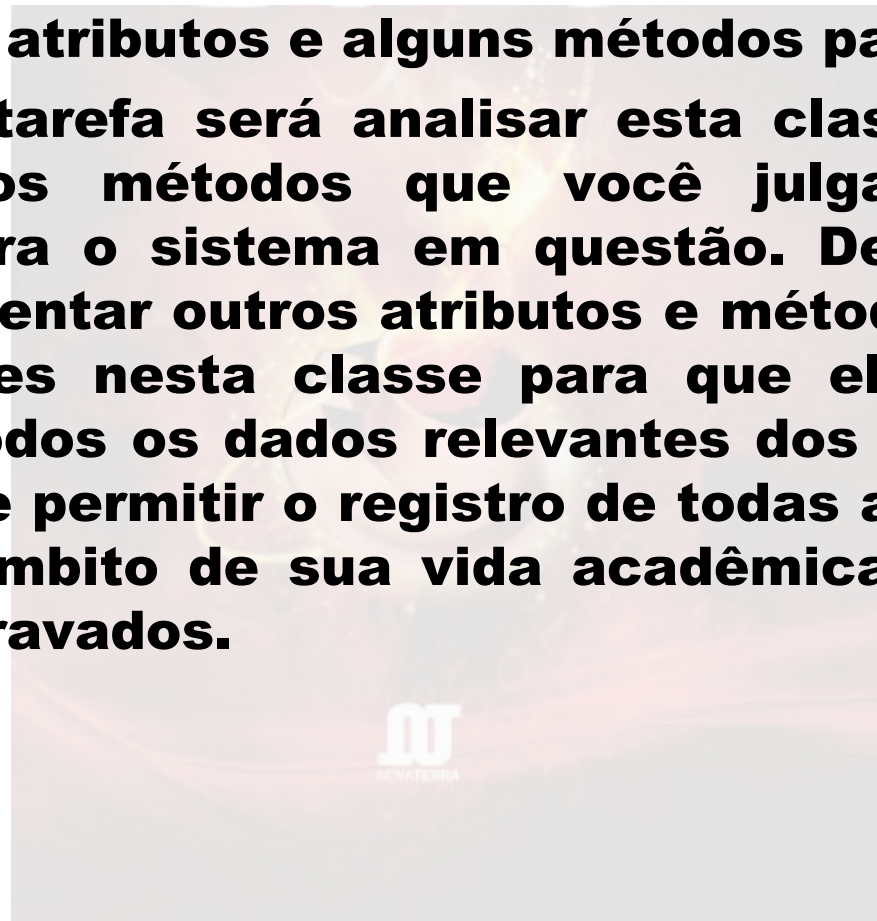 atributos e alguns métodos pa
tarefa será analisar esta clas
os métodos que você julga
ra o sistema em questão. De
entar outros atributos e métod
es nesta classe para que el
odos os dados relevantes dos
e permitir o registro de todas a
mbito de sua vida acadêmica
ravados.
NOVATERRA